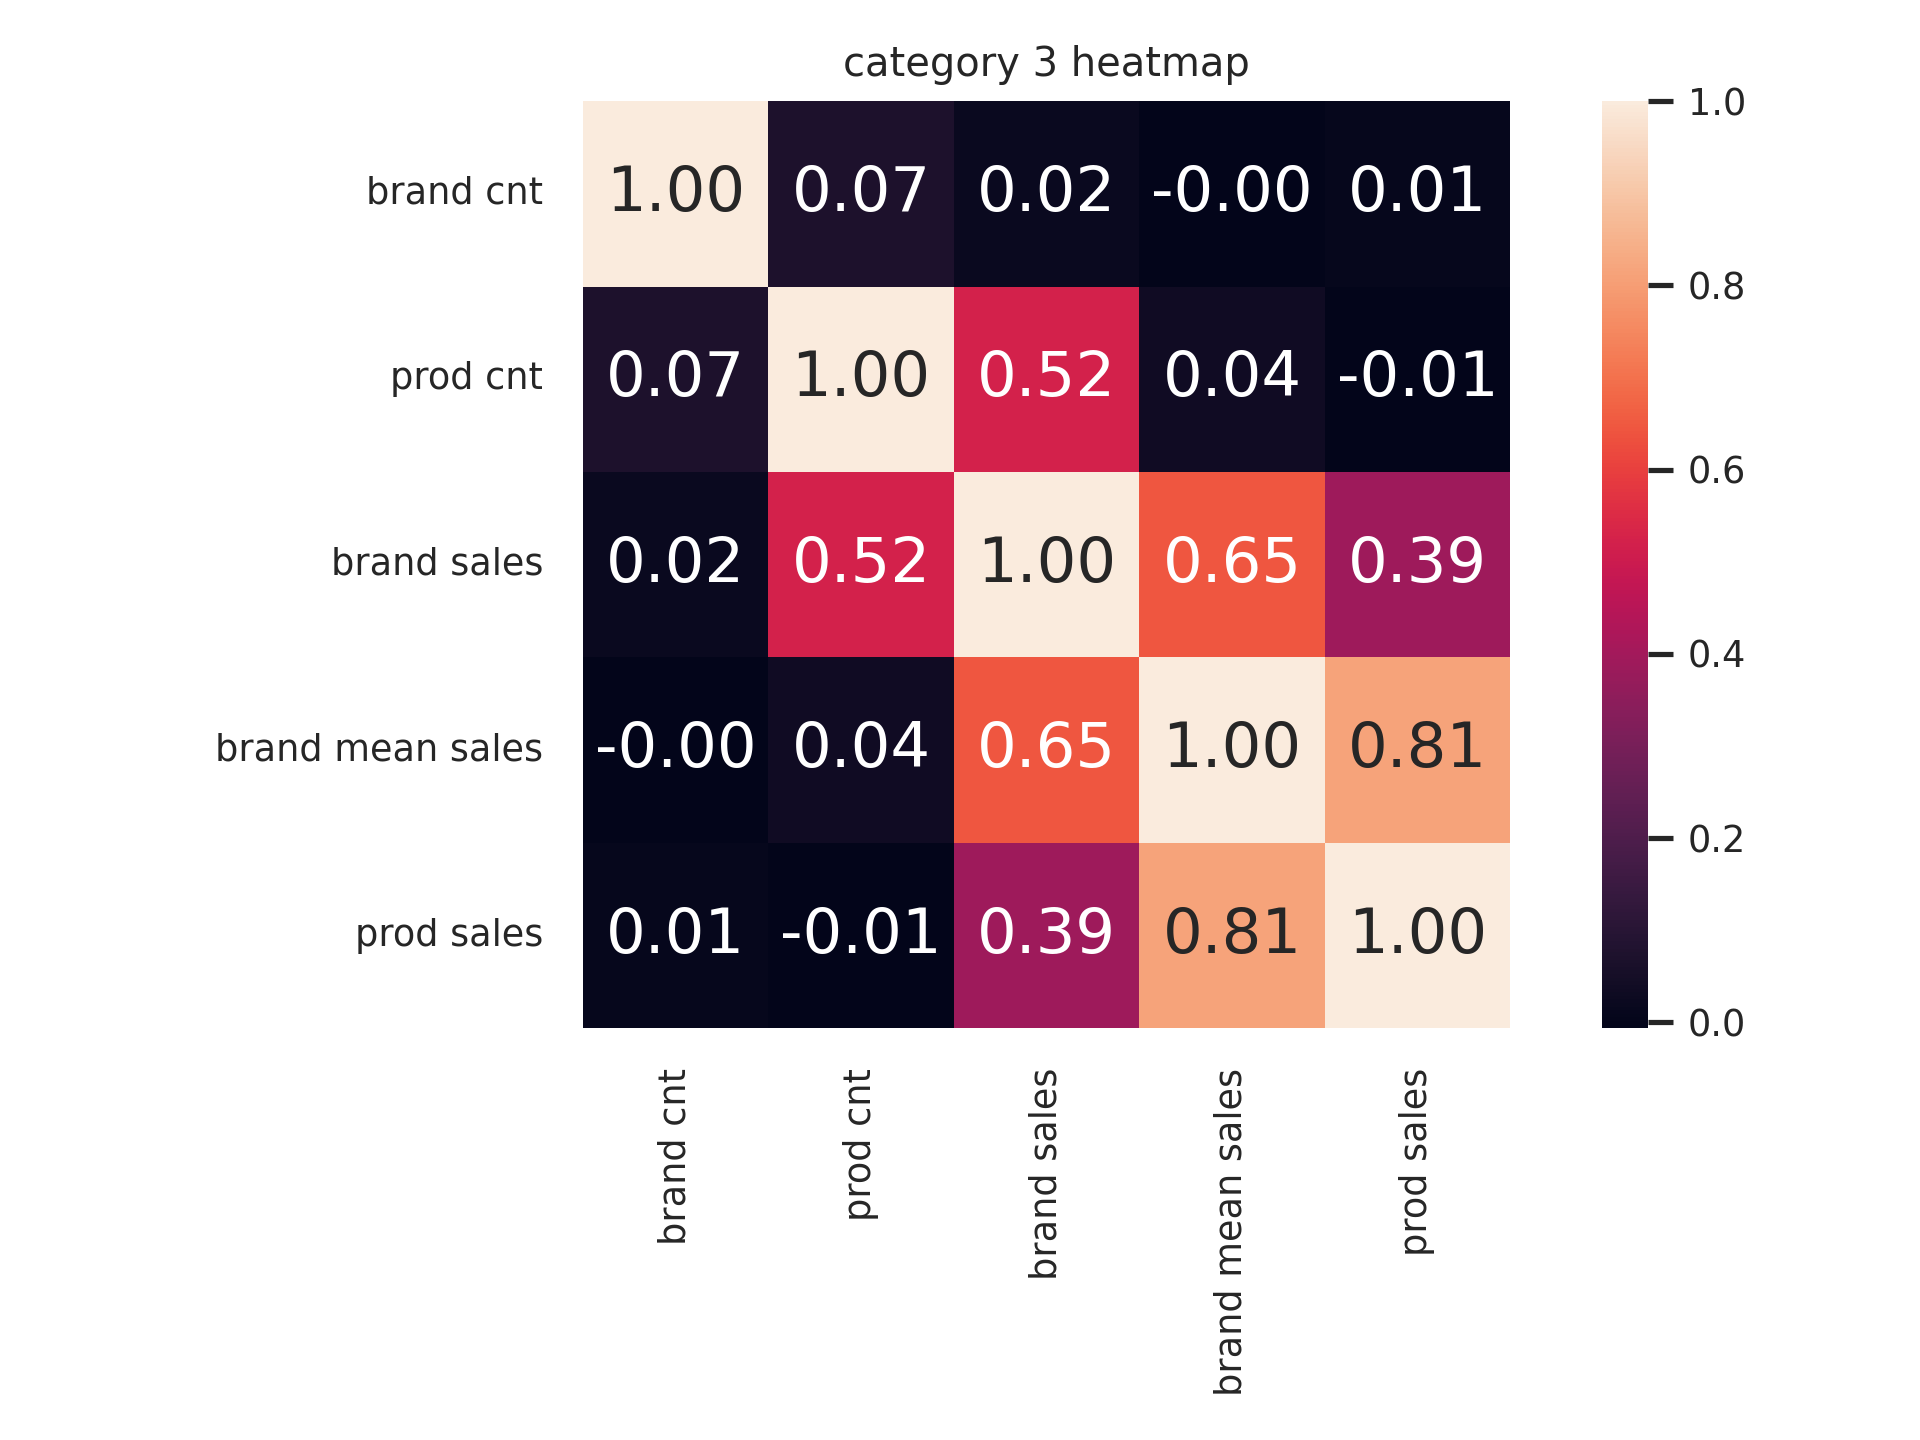 category 3 heatmap
brand cnt 1.00 0.07 0.02 -0.00 0.01
prod cnt 0.07 1.00 0.52 0.04 -0.01
brand sales 0.02 0.52 1.00 0.65 0.39
brand mean sales -0.00 0.04 0.65 1.00 0.81
prod sales 0.01 -0.01 0.39 0.81 1.00
brand cnt
prod cnt
brand sales
brand mean sales
prod sales
1.0
0.8
0.6
0.4
0.2
0.0